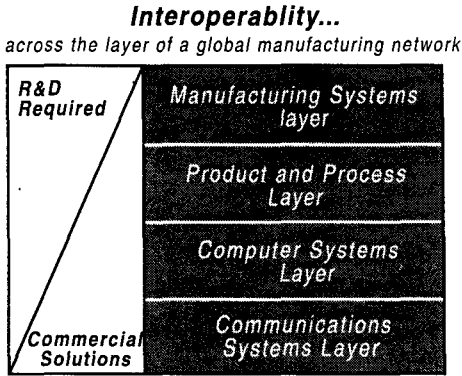 Interoperablity...
across the layer of a global manufacturing network
R&D
Required
Manufacturing Systems
layer
Product and Process
Layer
Computer Systems
Layer
Communications
Systems Layer
Commercial
Solutions